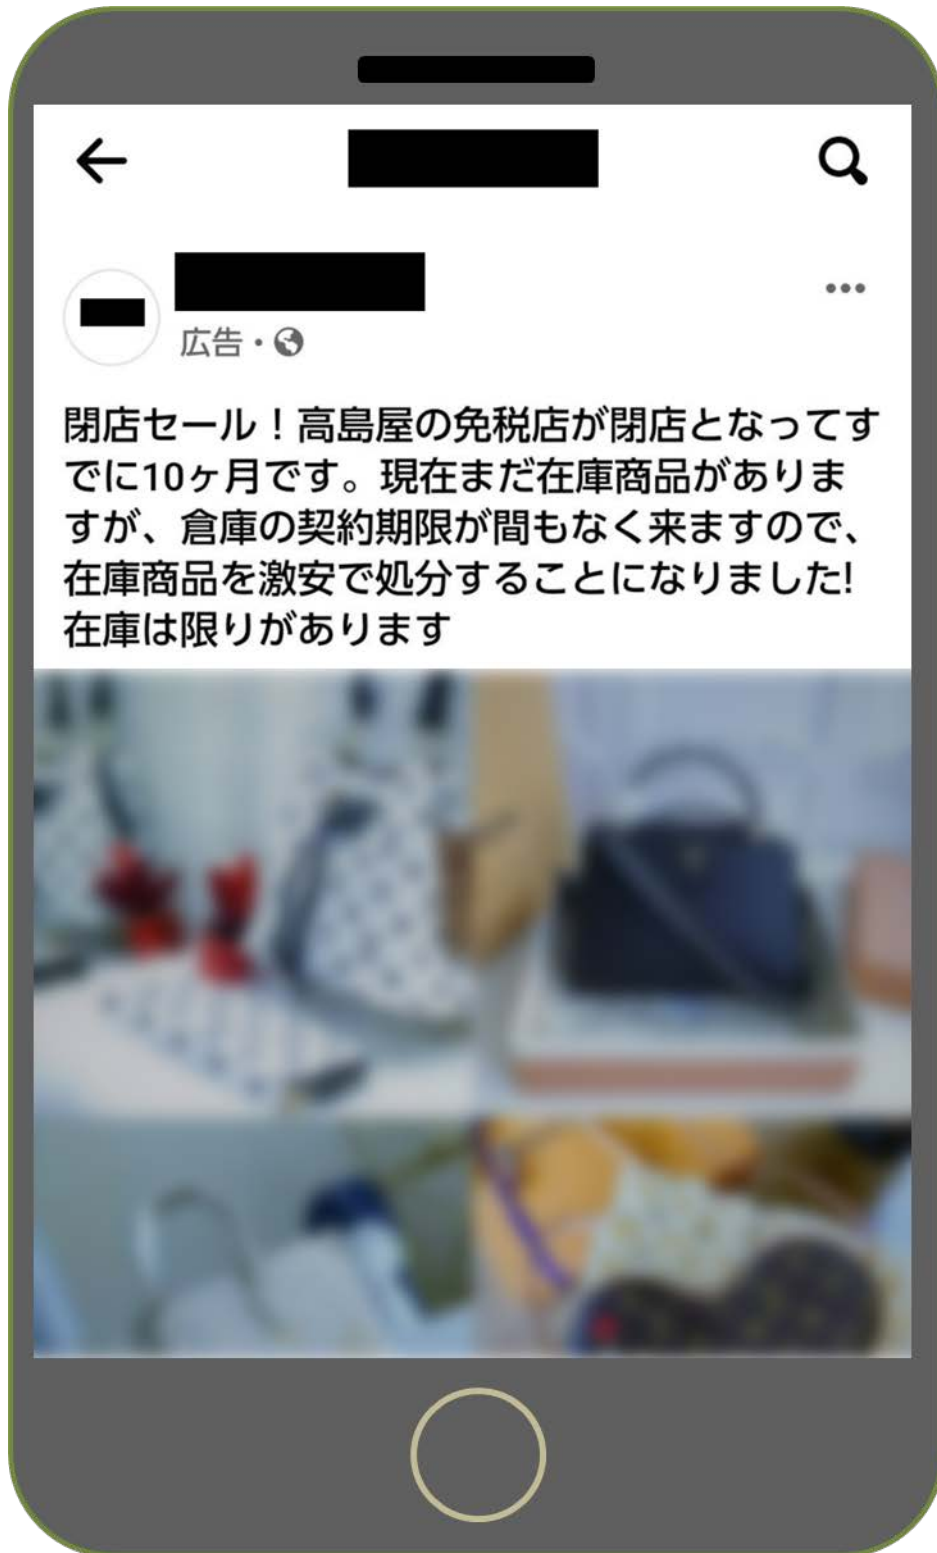 広告・
閉店セール！高島屋の免税店が閉店となってす
でに10ヶ月です。現在まだ在庫商品がありま
すが、倉庫の契約期限が間もなく来ますので、
在庫商品を激安で処分することになりました!
在庫は限りがあります